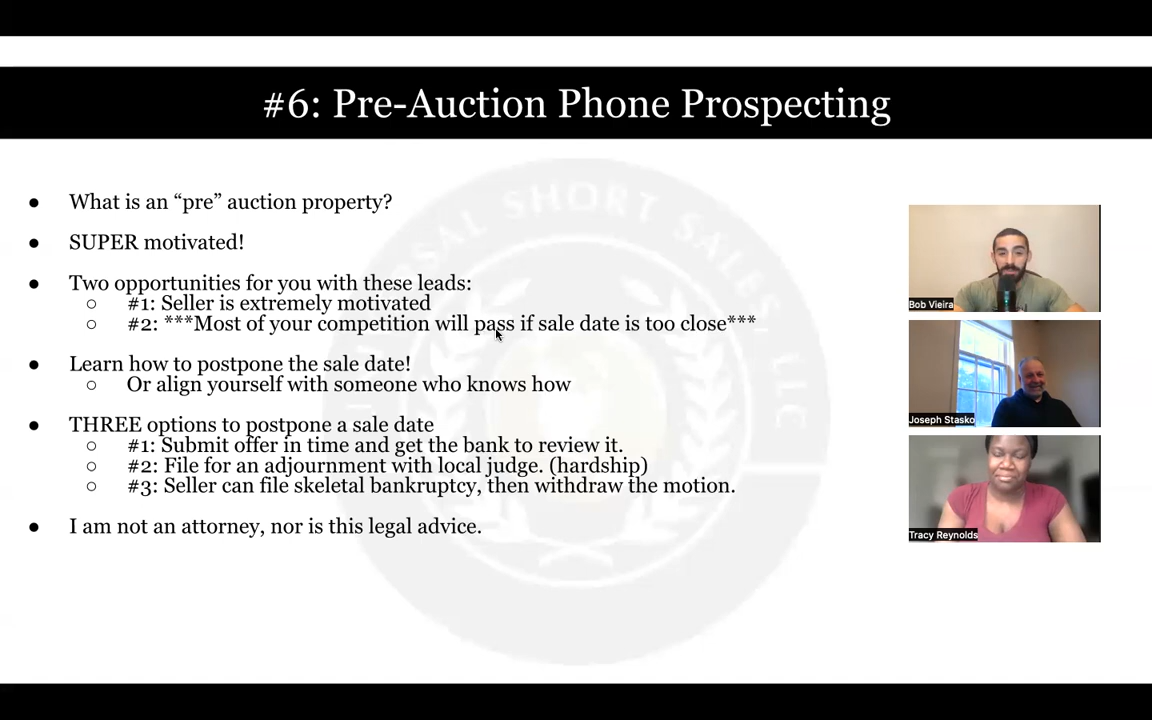 #6: Pre-Auction Phone Prospecting
● What is an “pre” auction property?
● SUPER motivated!
● Two opportunities for you with these leads:
○ #1: Seller is extremely motivated
○ #2: ***Most of your competition will pass if sale date is too close***
● Learn how to postpone the sale date!
○ Or align yourself with someone who knows how
● THREE options to postpone a sale date
○ #1: Submit offer in time and get the bank to review it.
○ #2: File for an adjournment with local judge. (hardship)
○ #3: Seller can file skeletal bankruptcy, then withdraw the motion.
● I am not an attorney, nor is this legal advice.
Bob Vieira
Joseph Stasko
Tracy Reynolds
SHORT
LLC